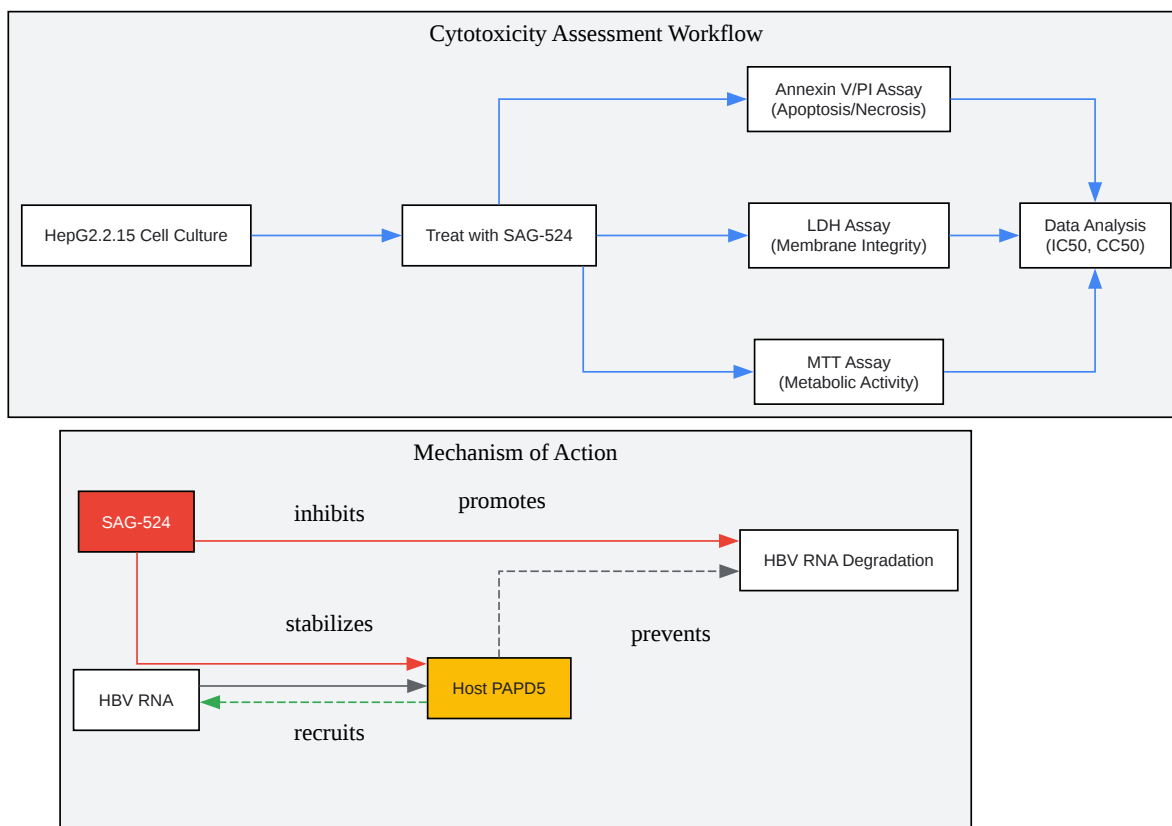 Cytotoxicity Assessment Workflow
Annexin V/PI Assay
(Apoptosis/Necrosis)
HepG2.2.15 Cell Culture
Treat with SAG-524
LDH Assay
(Membrane Integrity)
Data Analysis
(IC50, CC50)
MTT Assay
(Metabolic Activity)
Mechanism of Action
SAG-524
inhibits
promotes
HBV RNA Degradation
stabilizes
prevents
HBV RNA
Host PAPD5
recruits